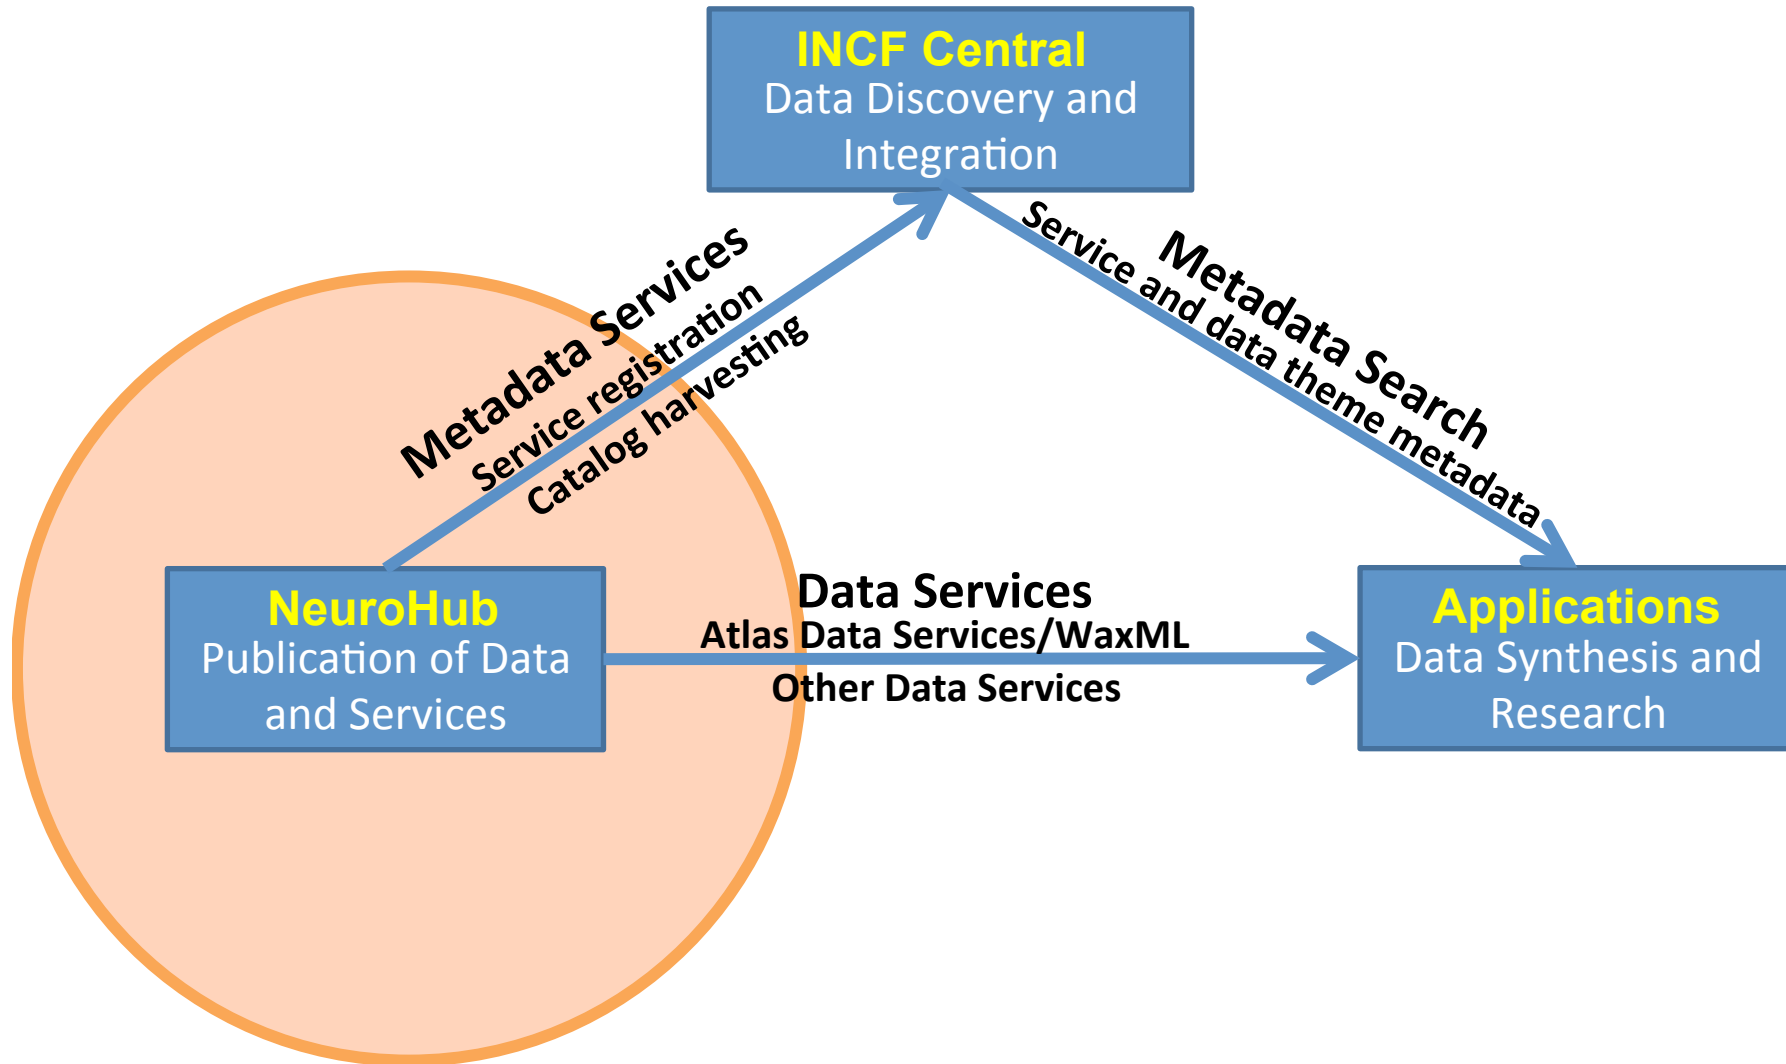 INCF Central
Data Discovery and
Integration
Metadata Services
Service registration
Catalog harvesting
Metadata Search
Service and data theme metadata
NeuroHub
Publication of Data
and Services
Data Services
Atlas Data Services/WaxML
Other Data Services
Applications
Data Synthesis and
Research